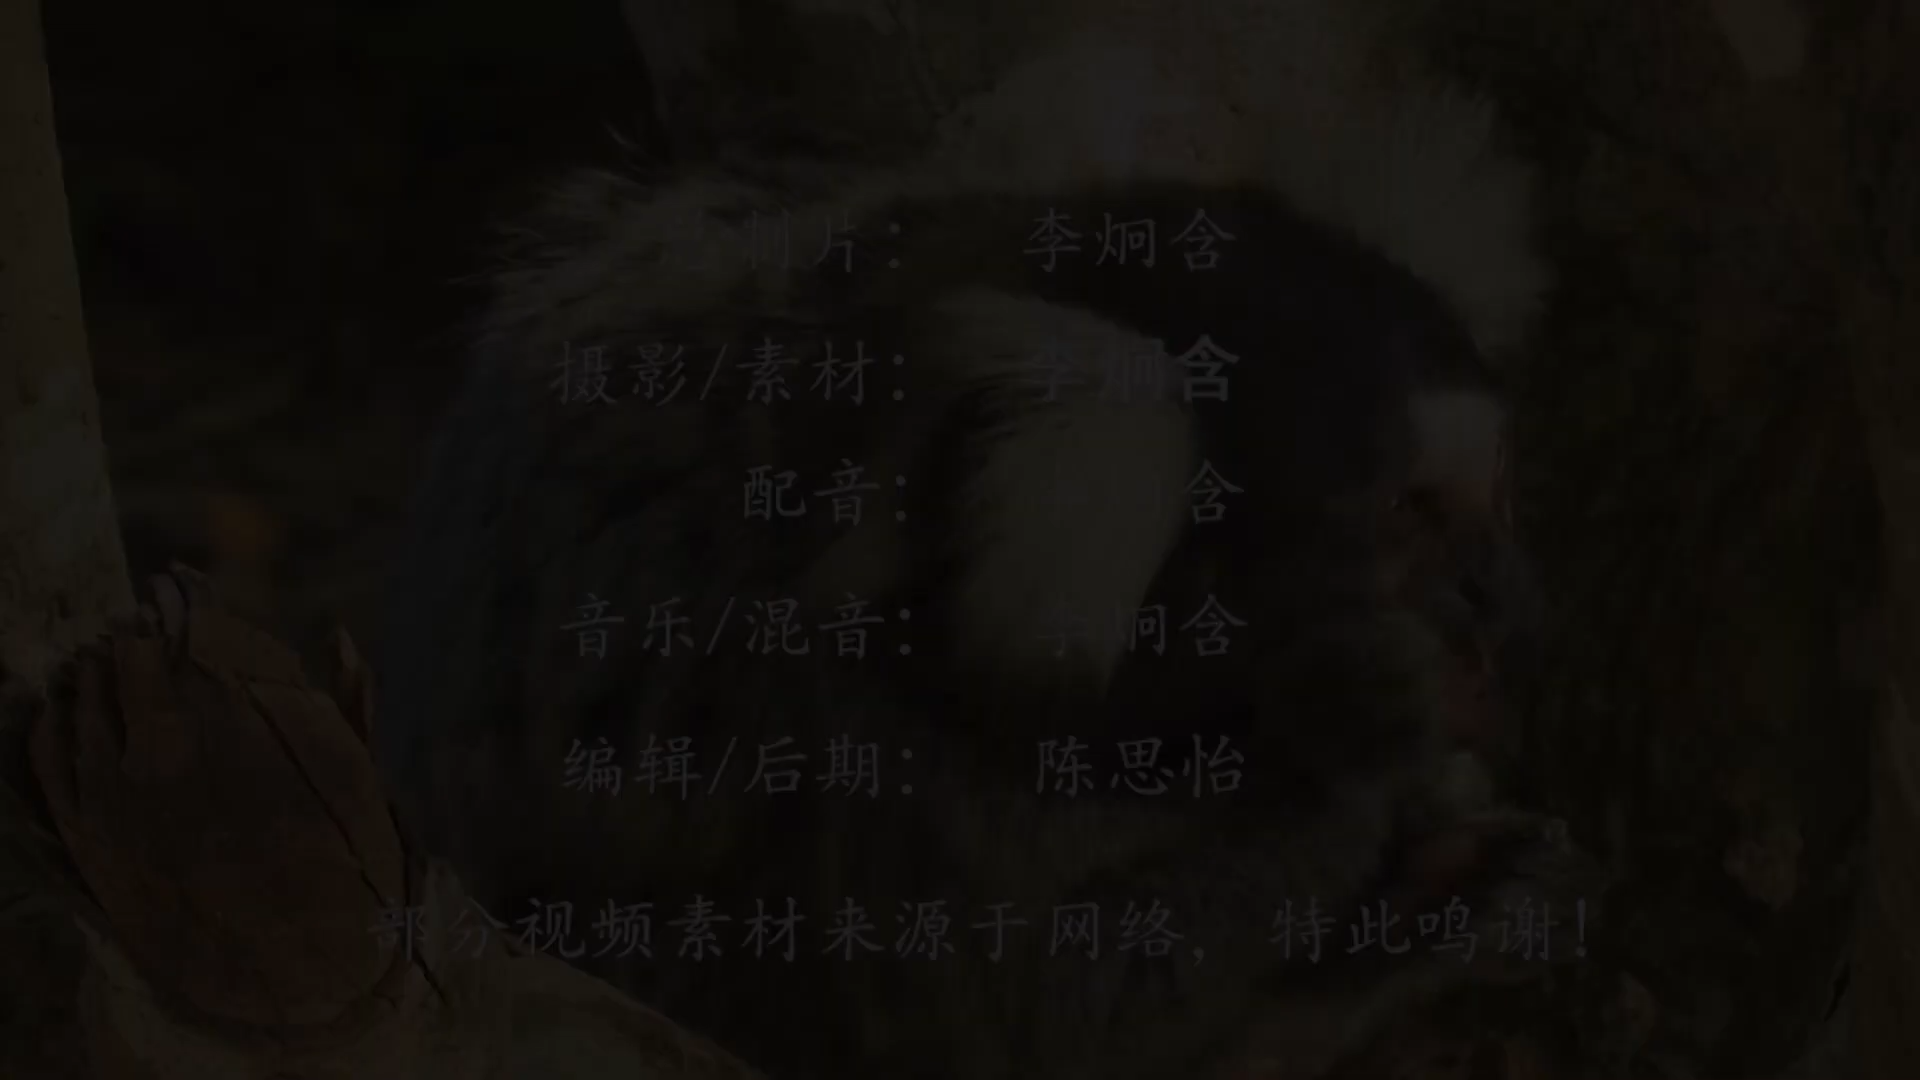 制片： 李炯含
摄影/素材： 李炯含
配音： 含
音乐/混音： 李炯含
编辑/后期： 陈思怡
部分视频素材来源于网络，特此鸣谢！